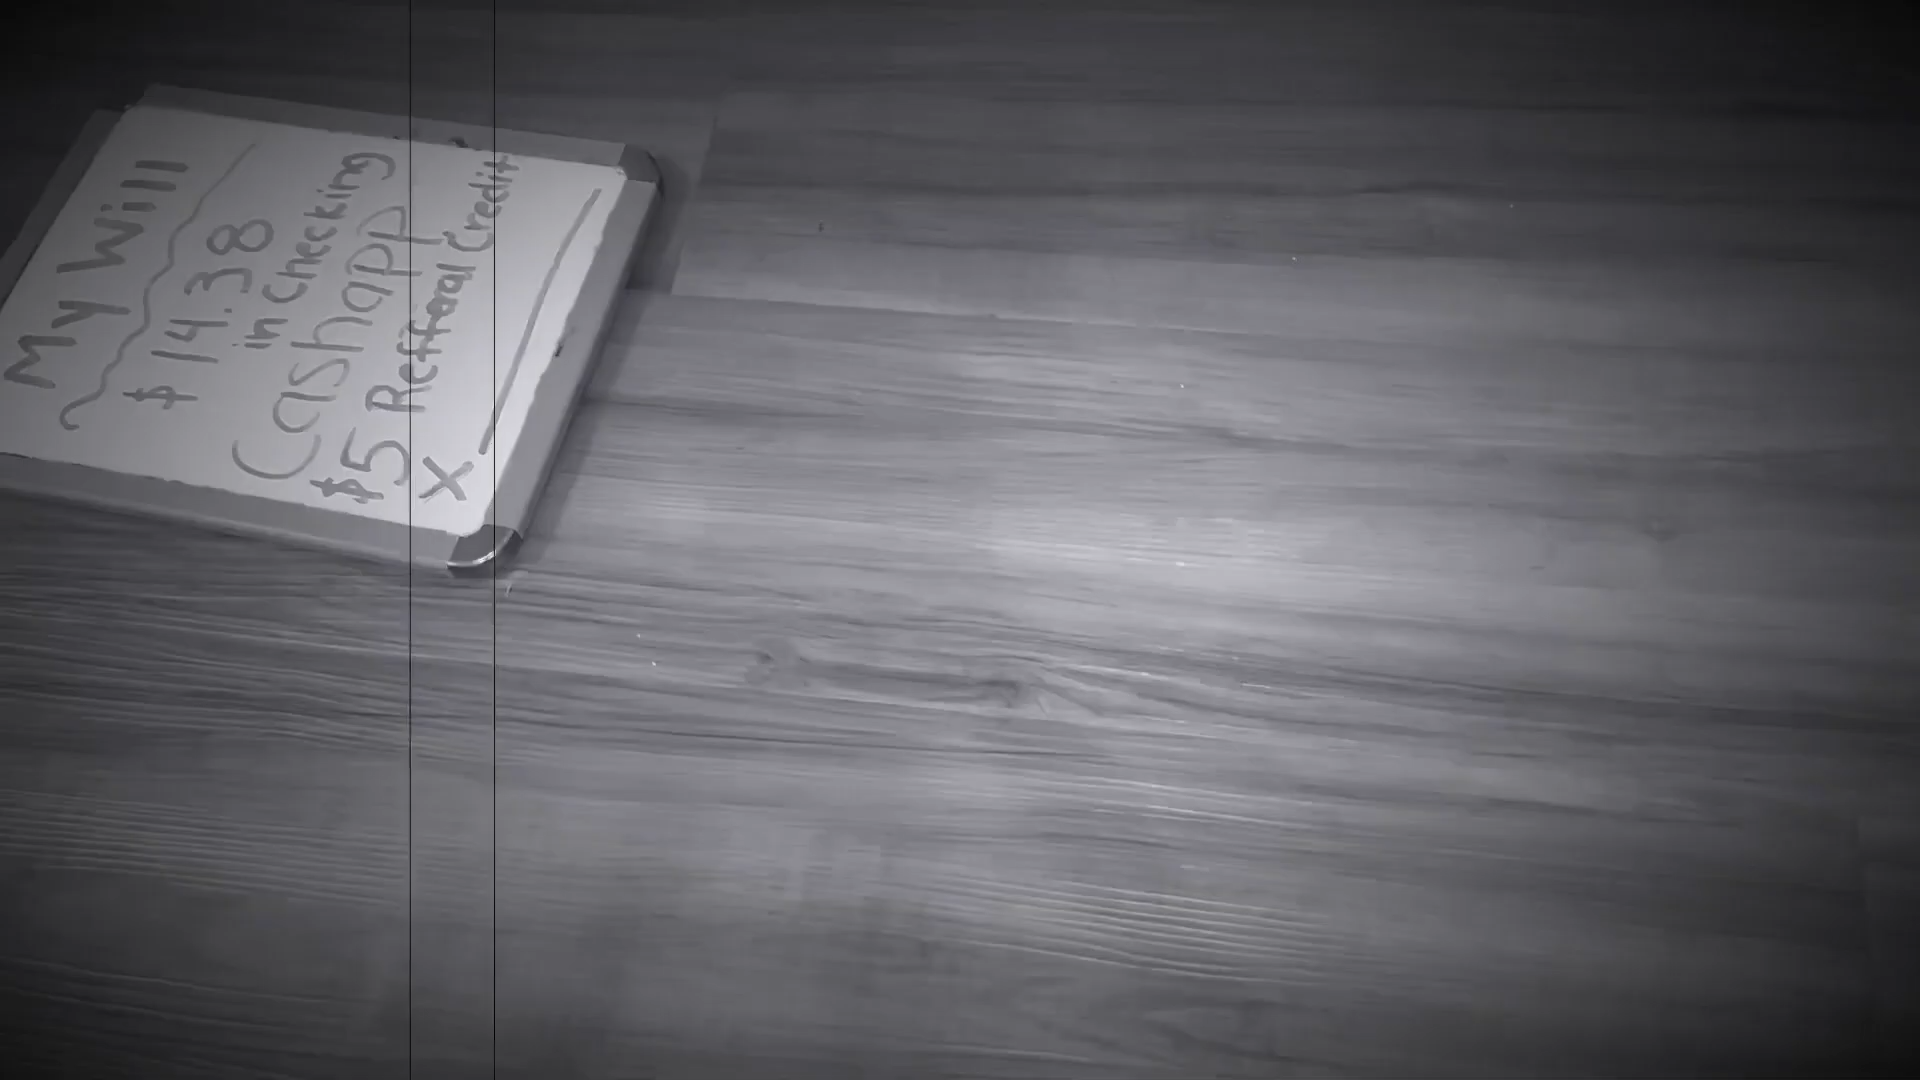 My Will
$14.38
in Checking
Cashapp
$5 Refferal Credit
X